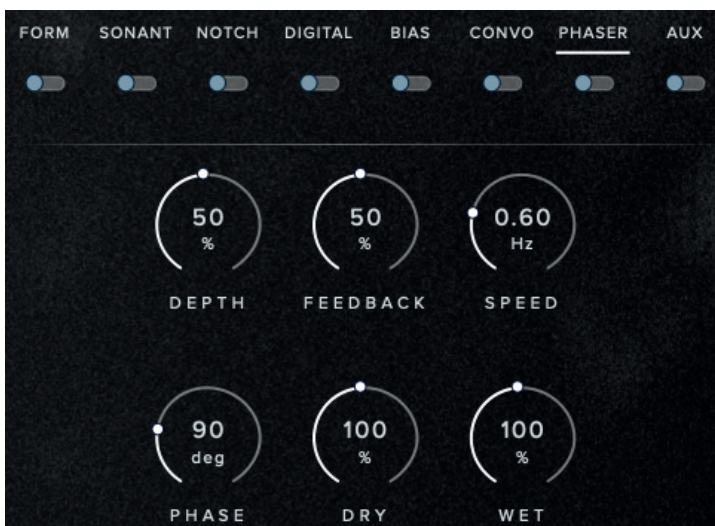 FORM SONANT NOTCH DIGITAL BIAS CONVO PHASER AUX
50 50 0.60
% % Hz
DEPTH FEEDBACK SPEED
90 100 100
deg % %
PHASE DRY WET